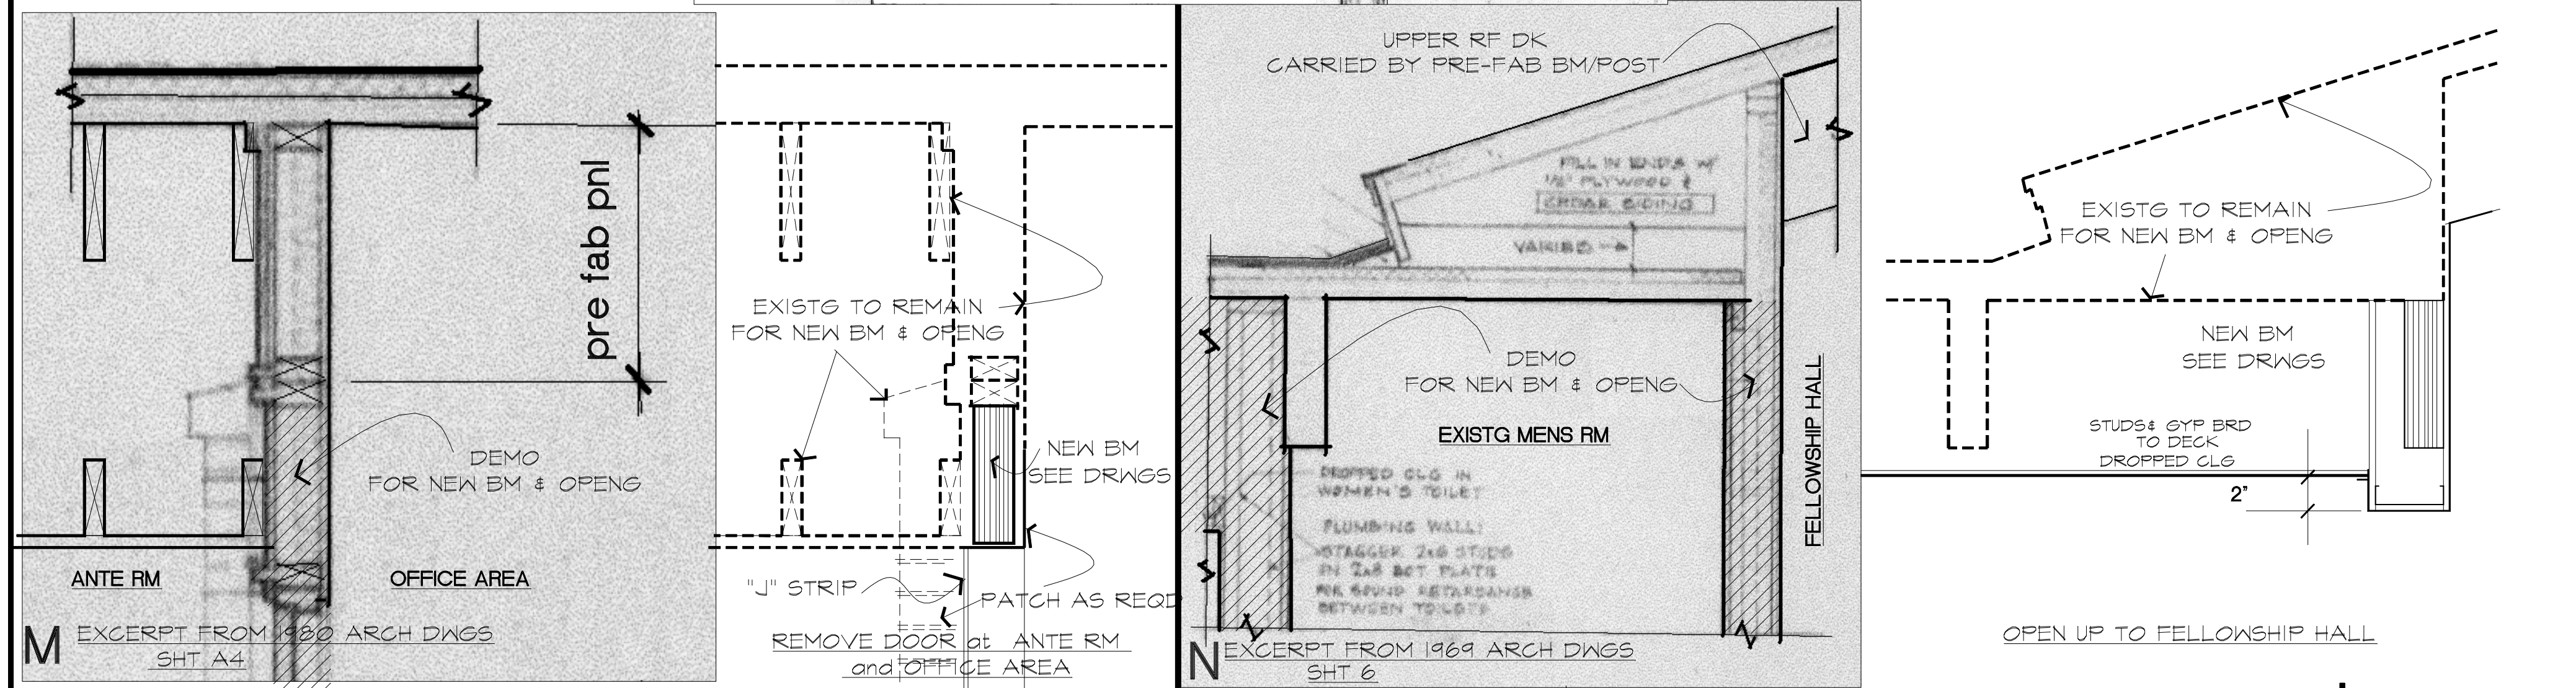 pre fab pnl
DEMO
FOR NEW BM & OPENG
ANTE RM
OFFICE AREA
M
EXCERPT FROM 1980 ARCH DWGS
SHT A4
EXISTG TO REMAIN
FOR NEW BM & OPENG
NEW BM
SEE DRWGS
"J" STRIP
PATCH AS REQD
REMOVE DOOR at ANTE RM
and OFFICE AREA
UPPER RF DK
CARRIED BY PRE-FAB BM/POST
FILL IN ENDS W/
1/2" PLYWOOD &
CEDAR SIDING
VARIES
DEMO
FOR NEW BM & OPENG
EXISTG MENS RM
FELLOWSHIP HALL
DROPPED CLG IN
WOMEN'S TOILET
PLUMBING WALL:
STAGGER 2x6 STUDS
IN 2x8 BOT PLATE
FOR SOUND RETARDANCE
BETWEEN TOILETS
N
EXCERPT FROM 1969 ARCH DWGS
SHT 6
EXISTG TO REMAIN
FOR NEW BM & OPENG
NEW BM
SEE DRWGS
STUDS& GYP BRD
TO DECK
DROPPED CLG
2"
OPEN UP TO FELLOWSHIP HALL